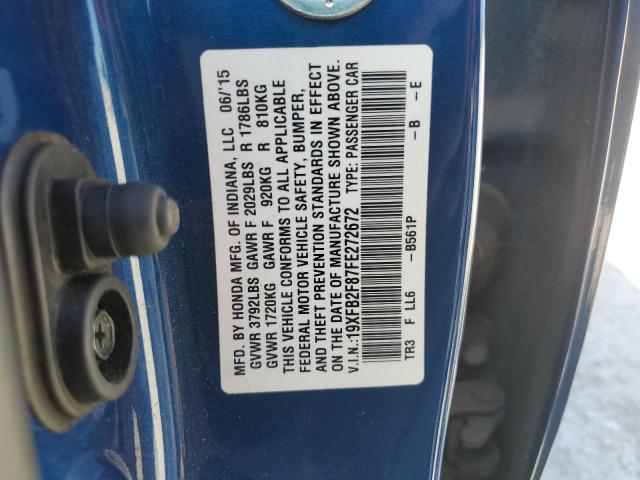 MFD. BY HONDA MFG. OF INDIANA, LLC 06/'15
GVWR 3792LBS GAWR F 2029LBS R 1786LBS
GVWR 1720KG GAWR F 920KG R 810KG
THIS VEHICLE CONFORMS TO ALL APPLICABLE
FEDERAL MOTOR VEHICLE SAFETY, BUMPER,
AND THEFT PREVENTION STANDARDS IN EFFECT
ON THE DATE OF MANUFACTURE SHOWN ABOVE.
V.I.N.:19XFB2F87FE272672 TYPE: PASSENGER CAR
TR3 F LL6 -B561P -B -E